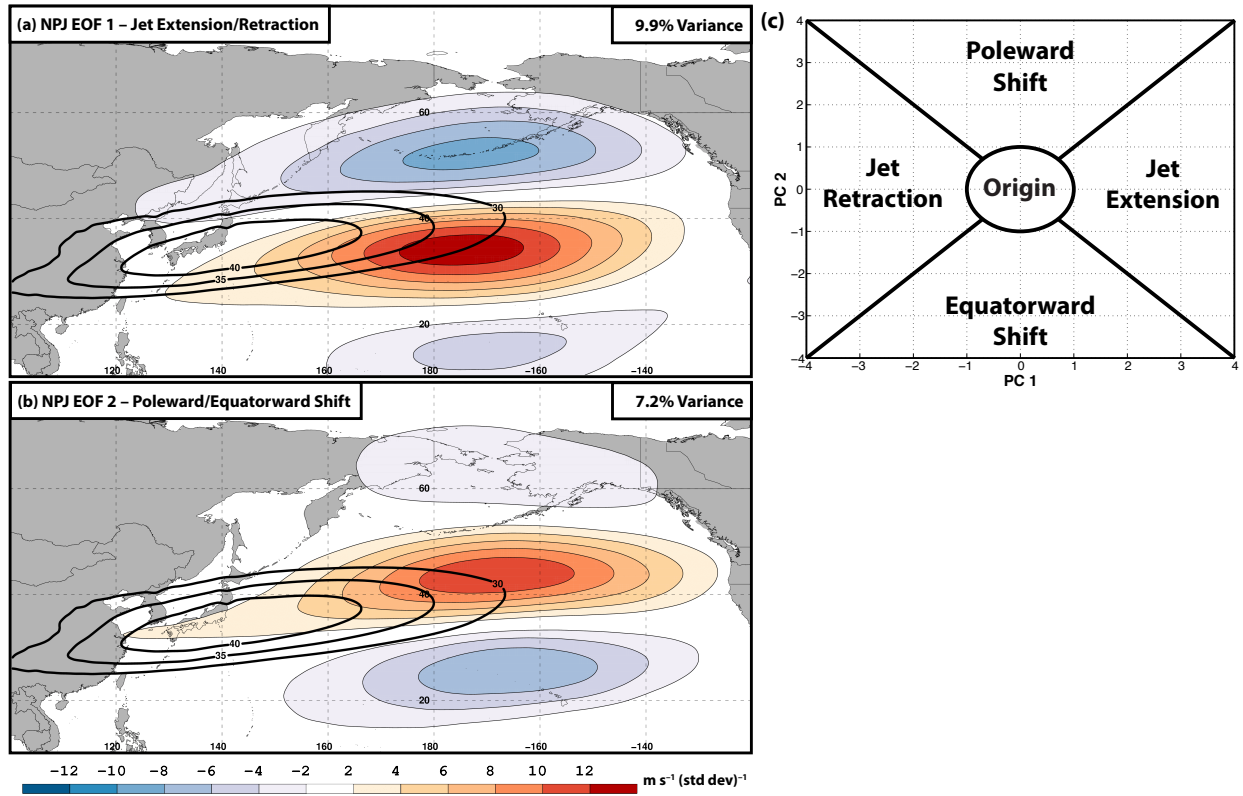 (a) NPJ EOF 1 – Jet Extension/Retraction
9.9% Variance
60
40
30
40
35
20
120
140
160
180
−160
−140
(b) NPJ EOF 2 – Poleward/Equatorward Shift
7.2% Variance
60
30
40
40
35
20
120
140
160
180
−160
−140
−12 −10 −8 −6 −4 −2 2 4 6 8 10 12 m s⁻¹ (std dev)⁻¹
(c)
4
3
2
1
0
−1
−2
−3
−4
PC 2
Poleward
Shift
Jet
Retraction
Origin
Jet
Extension
Equatorward
Shift
−4 −3 −2 −1 0 1 2 3 4
PC 1